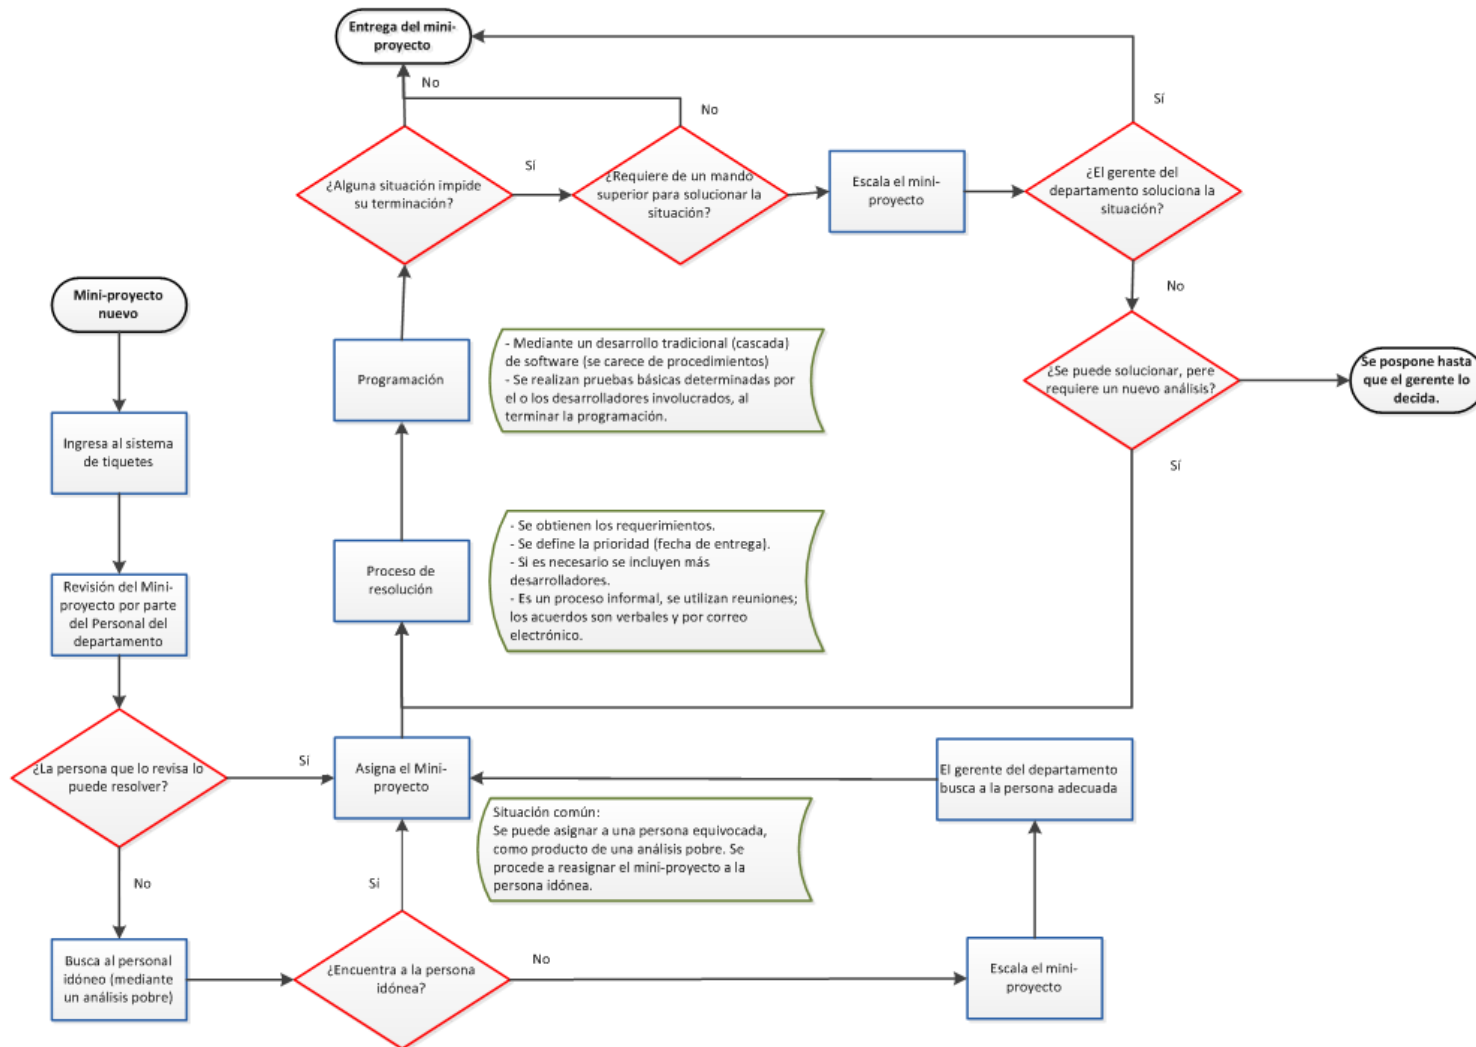 Entrega del mini-
proyecto
No
No
Sí
¿Alguna situación impide
su terminación?
Sí
¿Requiere de un mando
superior para solucionar la
situación?
Escala el mini-
proyecto
¿El gerente del
departamento soluciona la
situación?
No
Mini-proyecto
nuevo
Programación
- Mediante un desarrollo tradicional (cascada)
de software (se carece de procedimientos)
- Se realizan pruebas básicas determinadas por
el o los desarrolladores involucrados, al
terminar la programación.
¿Se puede solucionar, pere
requiere un nuevo análisis?
Se pospone hasta
que el gerente lo
decida.
Sí
Ingresa al sistema
de tiquetes
Proceso de
resolución
- Se obtienen los requerimientos.
- Se define la prioridad (fecha de entrega).
- Si es necesario se incluyen más
desarrolladores.
- Es un proceso informal, se utilizan reuniones;
los acuerdos son verbales y por correo
electrónico.
Revisión del Mini-
proyecto por parte
del Personal del
departamento
¿La persona que lo revisa lo
puede resolver?
Sí
Asigna el Mini-
proyecto
El gerente del departamento
busca a la persona adecuada
Situación común:
Se puede asignar a una persona equivocada,
como producto de una análisis pobre. Se
procede a reasignar el mini-proyecto a la
persona idónea.
No
Sí
Busca al personal
idóneo (mediante
un análisis pobre)
¿Encuentra a la persona
idónea?
No
Escala el mini-
proyecto